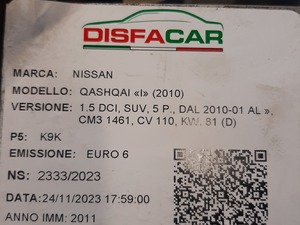 DISFACAR
MARCA: NISSAN
MODELLO: QASHQAI «I» (2010)
VERSIONE: 1.5 DCI, SUV, 5 P., DAL 2010-01 AL »,
CM3 1461, CV 110, KW, 81 (D)
P5: K9K
EMISSIONE: EURO 6
NS: 2333/2023
DATA:24/11/2023 17:59:00
ANNO IMM: 2011